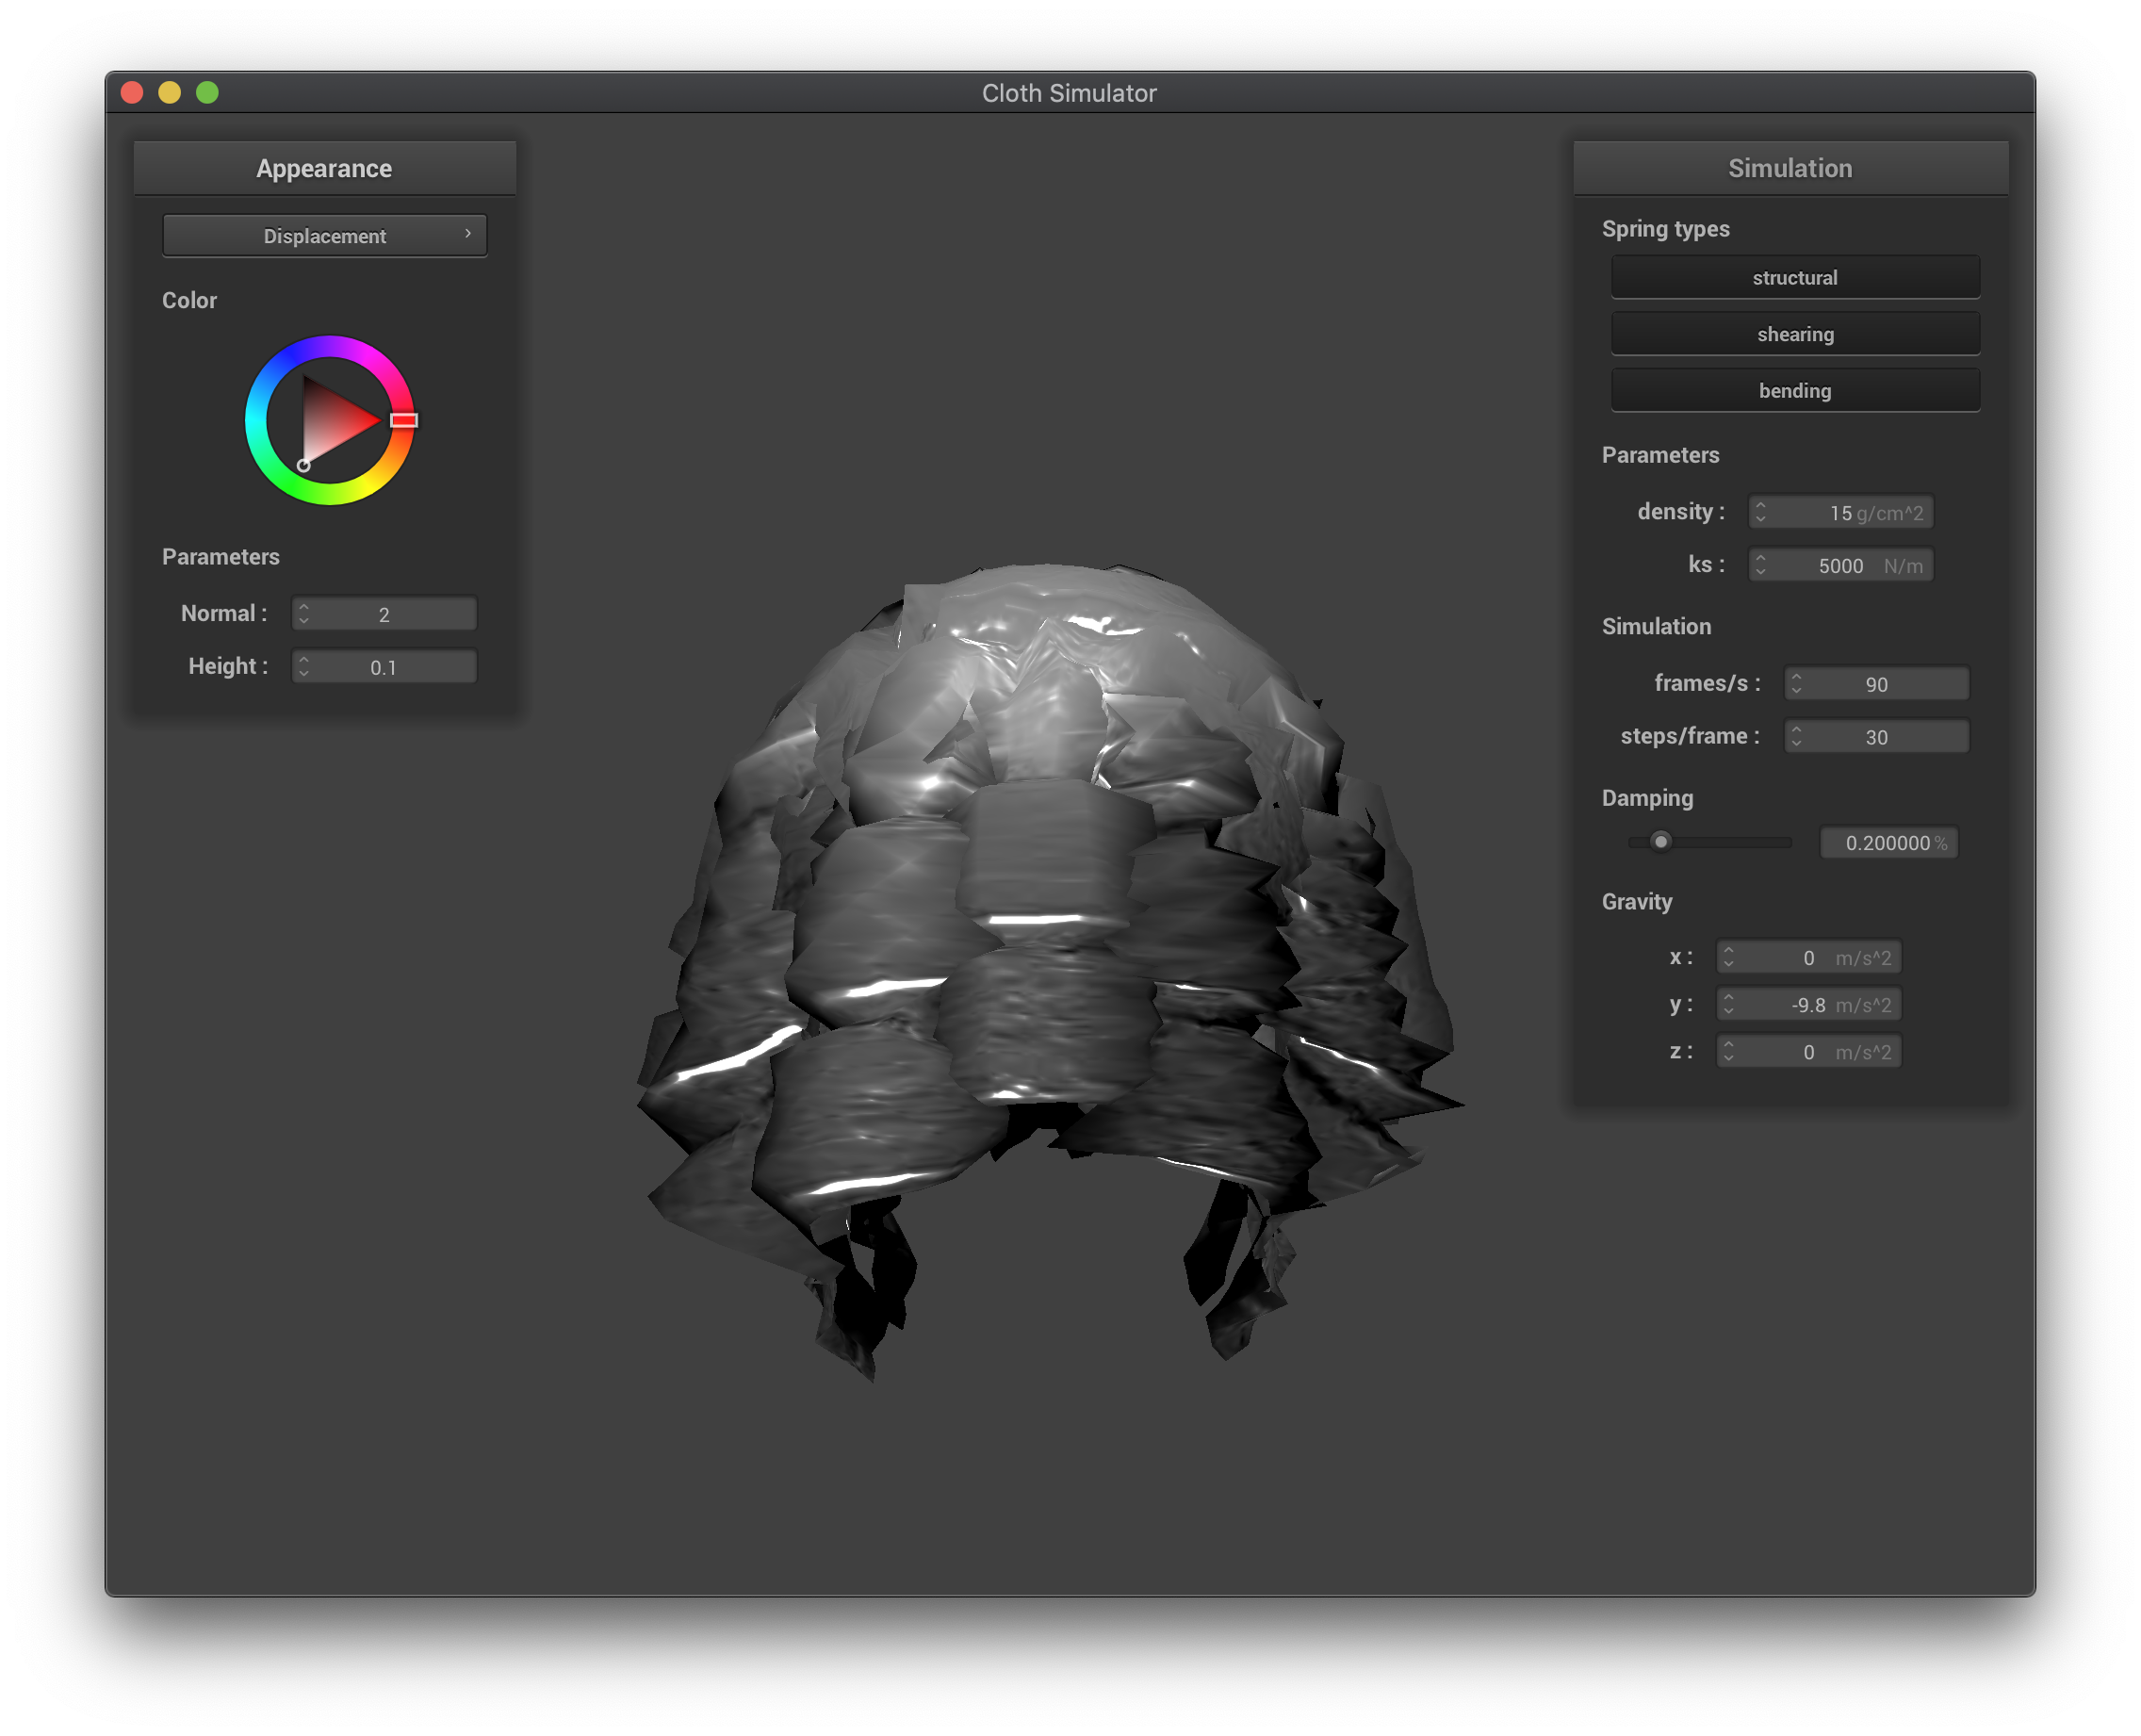 Cloth Simulator
Appearance
Displacement ›
Color
Parameters
Normal : 2
Height : 0.1
Simulation
Spring types
structural
shearing
bending
Parameters
density : 15 g/cm^2
ks : 5000 N/m
Simulation
frames/s : 90
steps/frame : 30
Damping
0.200000 %
Gravity
x : 0 m/s^2
y : -9.8 m/s^2
z : 0 m/s^2